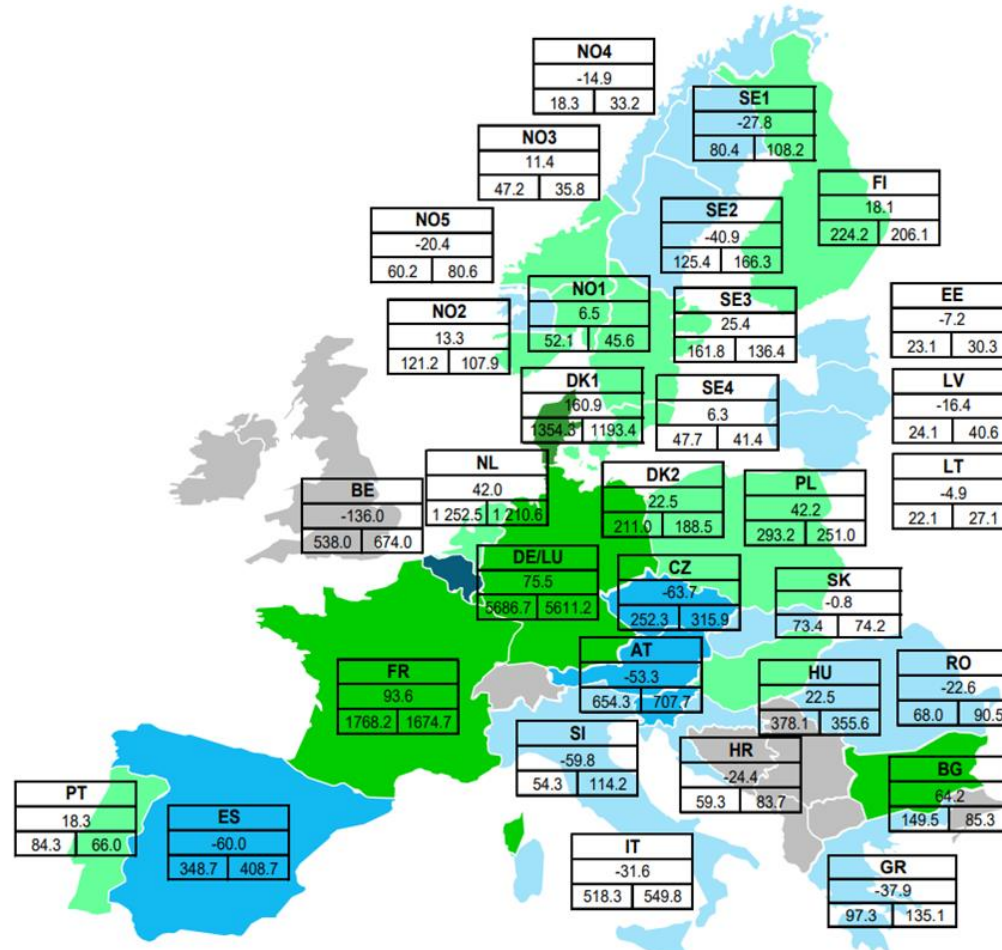 NO4
-14.9
18.3 33.2
SE1
-27.8
80.4 108.2
NO3
11.4
47.2 35.8
FI
18.1
224.2 206.1
SE2
-40.9
125.4 166.3
NO5
-20.4
60.2 80.6
NO1
6.5
52.1 45.6
SE3
25.4
161.8 136.4
EE
-7.2
23.1 30.3
NO2
13.3
121.2 107.9
DK1
160.9
1354.3 1193.4
SE4
6.3
47.7 41.4
LV
-16.4
24.1 40.6
NL
42.0
1 252.5 1 210.6
DK2
22.5
211.0 188.5
PL
42.2
293.2 251.0
LT
-4.9
22.1 27.1
BE
-136.0
538.0 674.0
DE/LU
75.5
5686.7 5611.2
CZ
-63.7
252.3 315.9
SK
-0.8
73.4 74.2
AT
-53.3
654.3 707.7
FR
93.6
1768.2 1674.7
HU
22.5
378.1 355.6
RO
-22.6
68.0 90.5
SI
-59.8
54.3 114.2
HR
-24.4
59.3 83.7
BG
64.2
149.5 85.3
PT
18.3
84.3 66.0
ES
-60.0
348.7 408.7
IT
-31.6
518.3 549.8
GR
-37.9
97.3 135.1